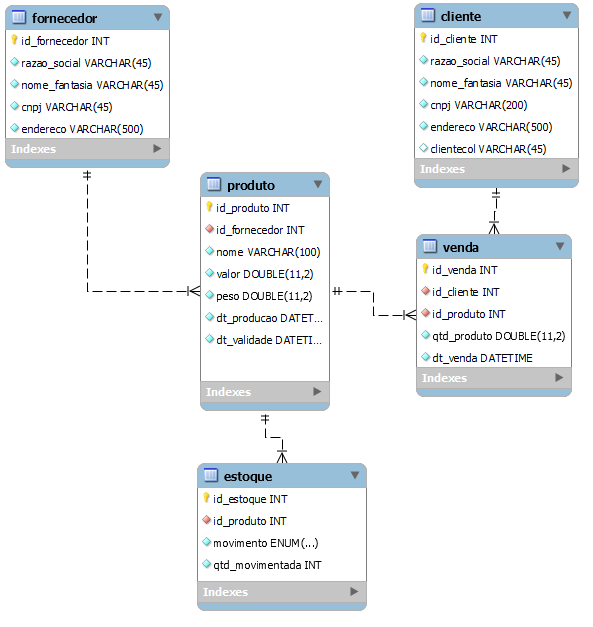 fornecedor
id_fornecedor INT
razao_social VARCHAR(45)
nome_fantasia VARCHAR(45)
cnpj VARCHAR(45)
endereco VARCHAR(500)
Indexes
cliente
id_cliente INT
razao_social VARCHAR(45)
nome_fantasia VARCHAR(45)
cnpj VARCHAR(200)
endereco VARCHAR(500)
clientecol VARCHAR(45)
Indexes
produto
id_produto INT
id_fornecedor INT
nome VARCHAR(100)
valor DOUBLE(11,2)
peso DOUBLE(11,2)
dt_producao DATET...
dt_validade DATETI...
Indexes
venda
id_venda INT
id_cliente INT
id_produto INT
qtd_produto DOUBLE(11,2)
dt_venda DATETIME
Indexes
estoque
id_estoque INT
id_produto INT
movimento ENUM(...)
qtd_movimentada INT
Indexes